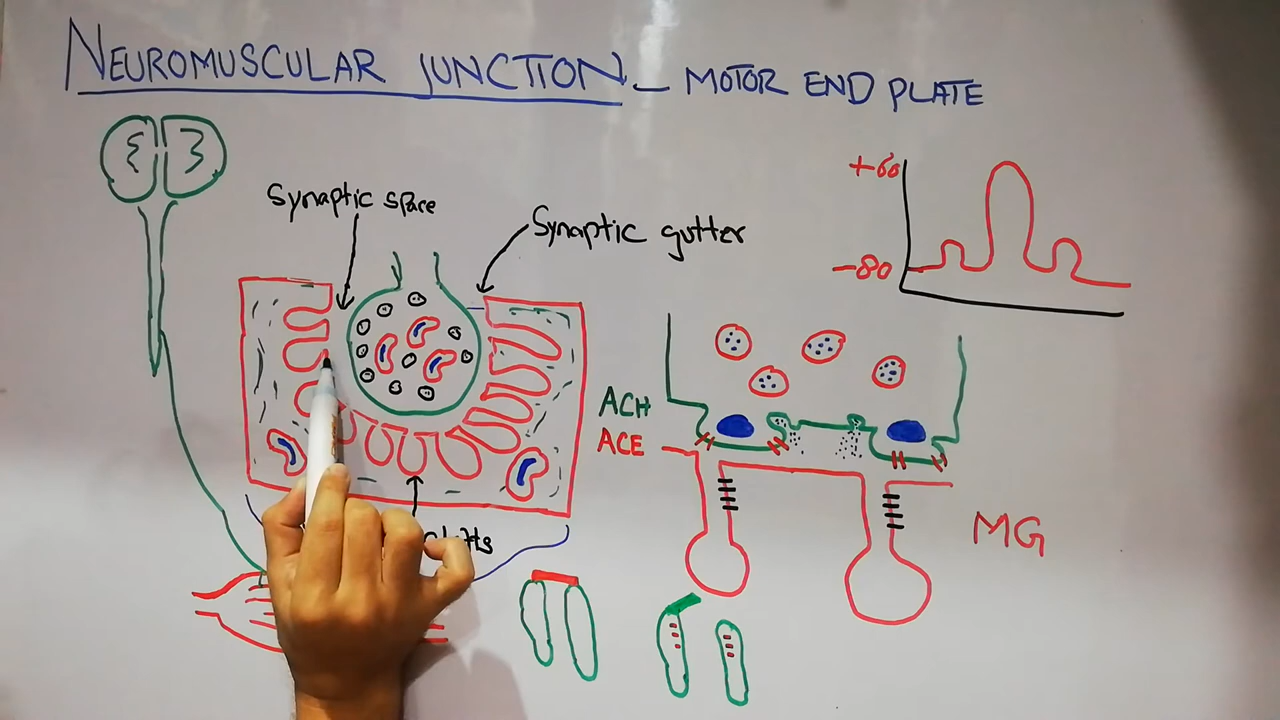 NEUROMUSCULAR JUNCTION - MOTOR END PLATE
Synaptic space
Synaptic gutter
+60
-80
ACH
ACE
MG